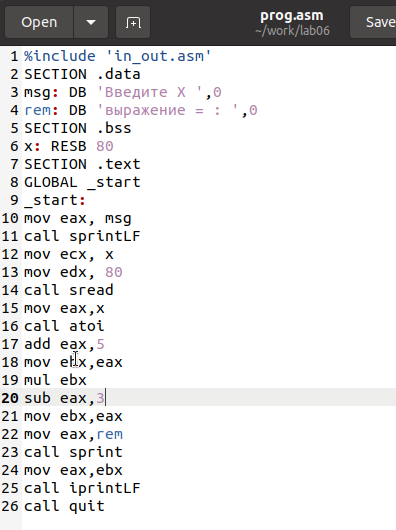 Open
prog.asm
~/work/lab06
Save
1 %include 'in_out.asm'
2 SECTION .data
3 msg: DB 'Введите X ',0
4 rem: DB 'выражение = : ',0
5 SECTION .bss
6 x: RESB 80
7 SECTION .text
8 GLOBAL _start
9 _start:
10 mov eax, msg
11 call sprintLF
12 mov ecx, x
13 mov edx, 80
14 call sread
15 mov eax,x
16 call atoi
17 add eax,5
18 mov ebx,eax
19 mul ebx
20 sub eax,3
21 mov ebx,eax
22 mov eax,rem
23 call sprint
24 mov eax,ebx
25 call iprintLF
26 call quit